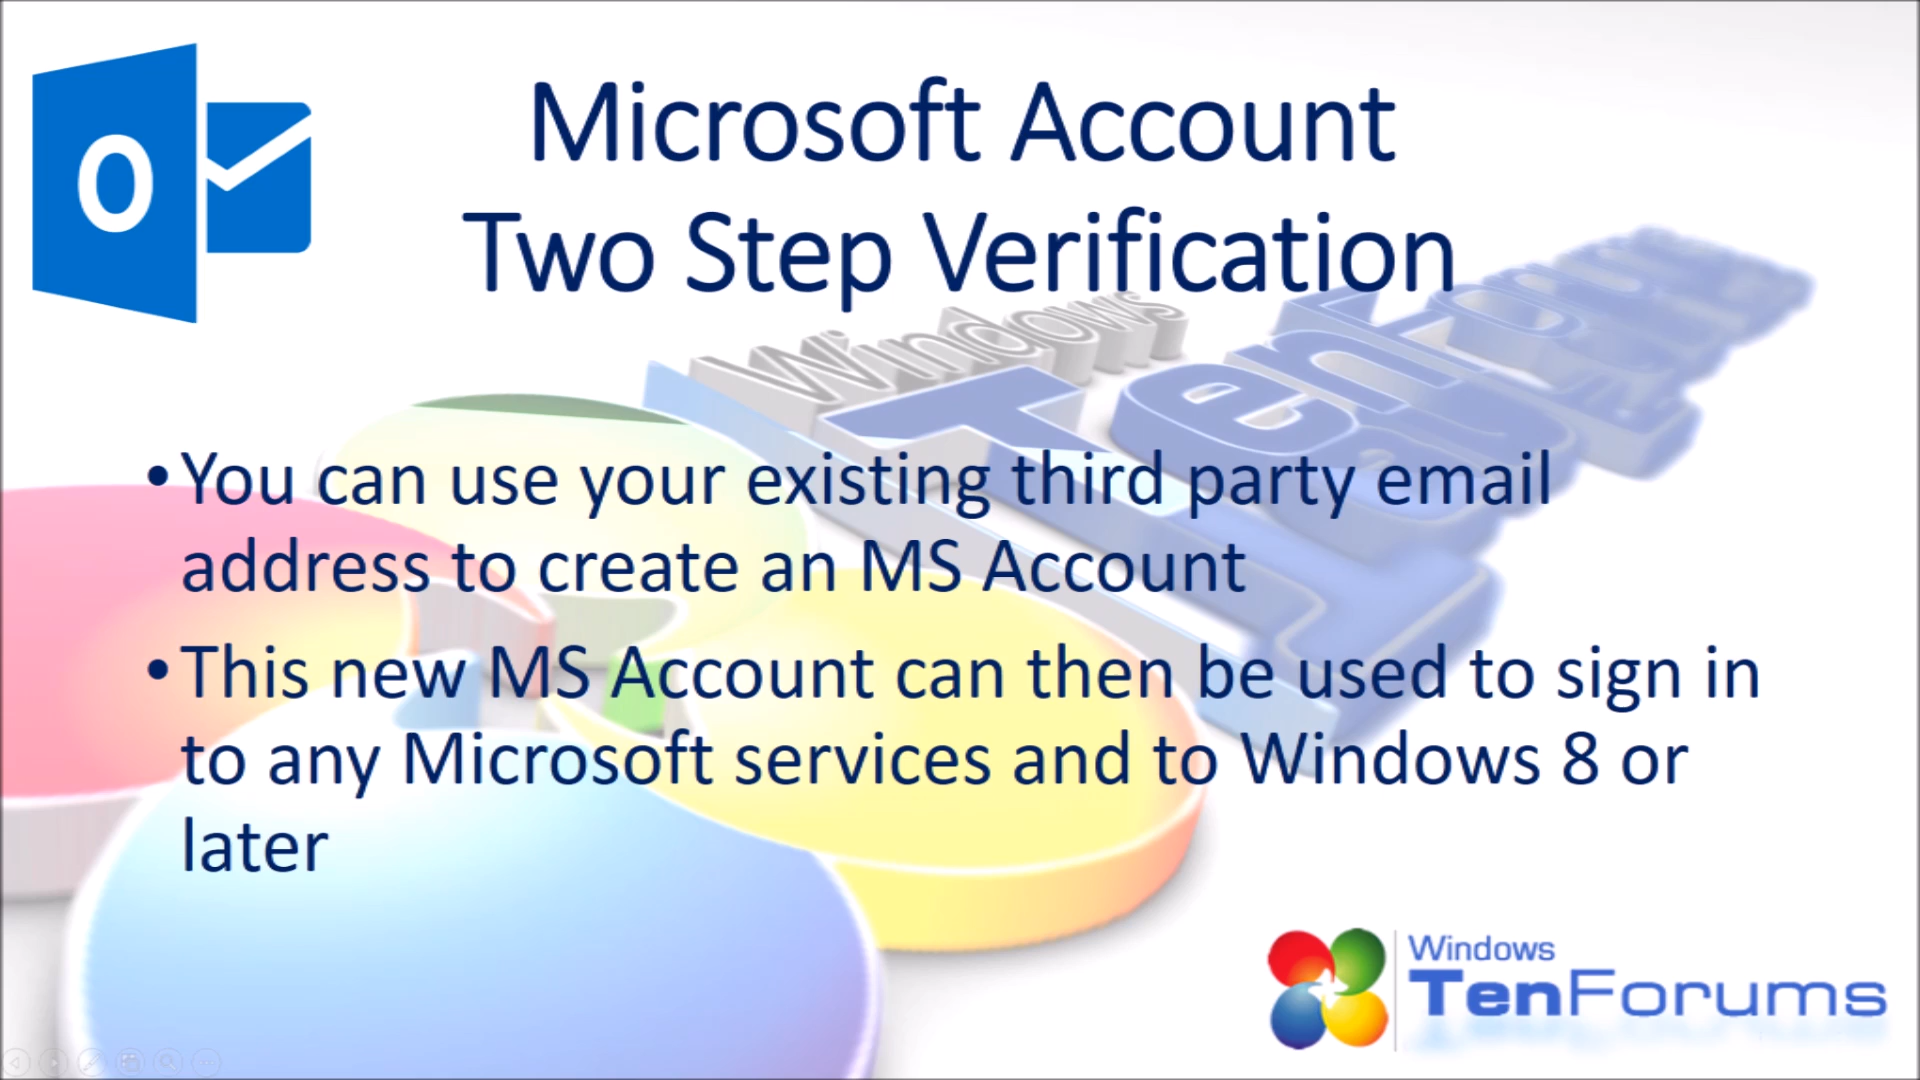 O
Microsoft Account
Two Step Verification
Windows
TenForums
• You can use your existing third party email
address to create an MS Account
• This new MS Account can then be used to sign in
to any Microsoft services and to Windows 8 or
later
Windows
TenForums